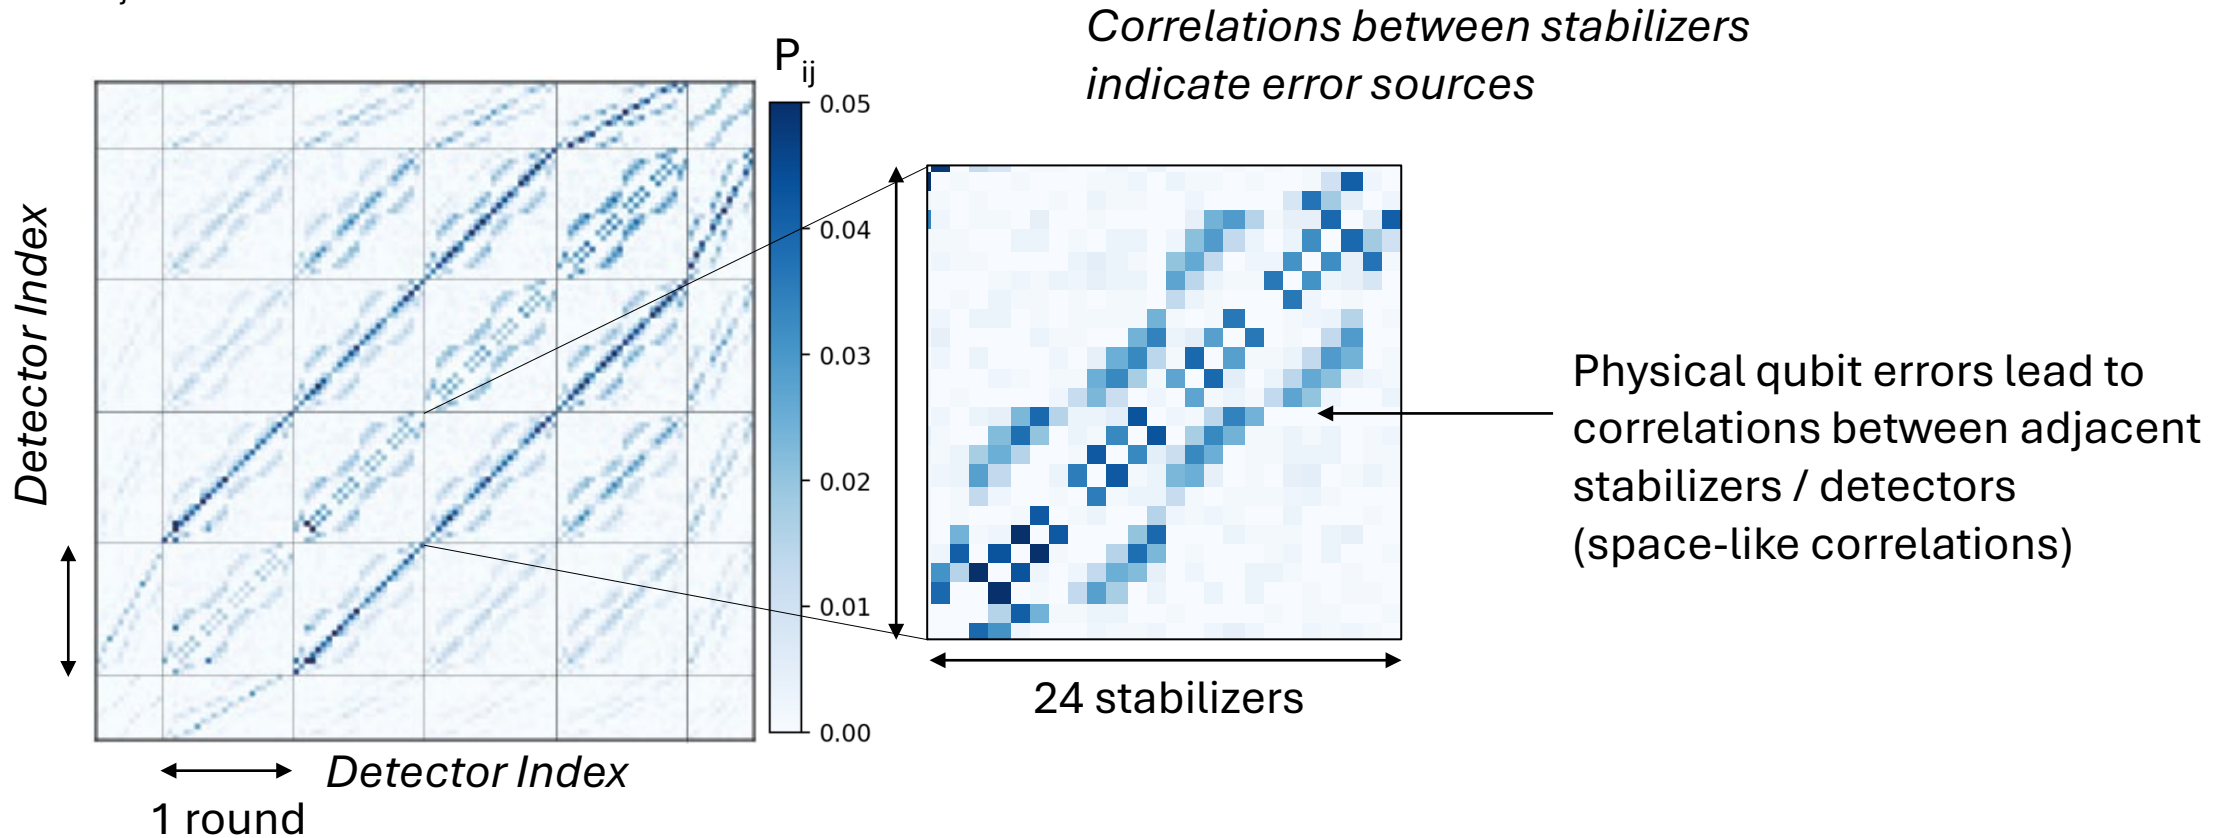 Correlations between stabilizers
indicate error sources
Pij
0.05
0.04
0.03
0.02
0.01
0.00
Detector Index
Detector Index
1 round
24 stabilizers
Physical qubit errors lead to
correlations between adjacent
stabilizers / detectors
(space-like correlations)